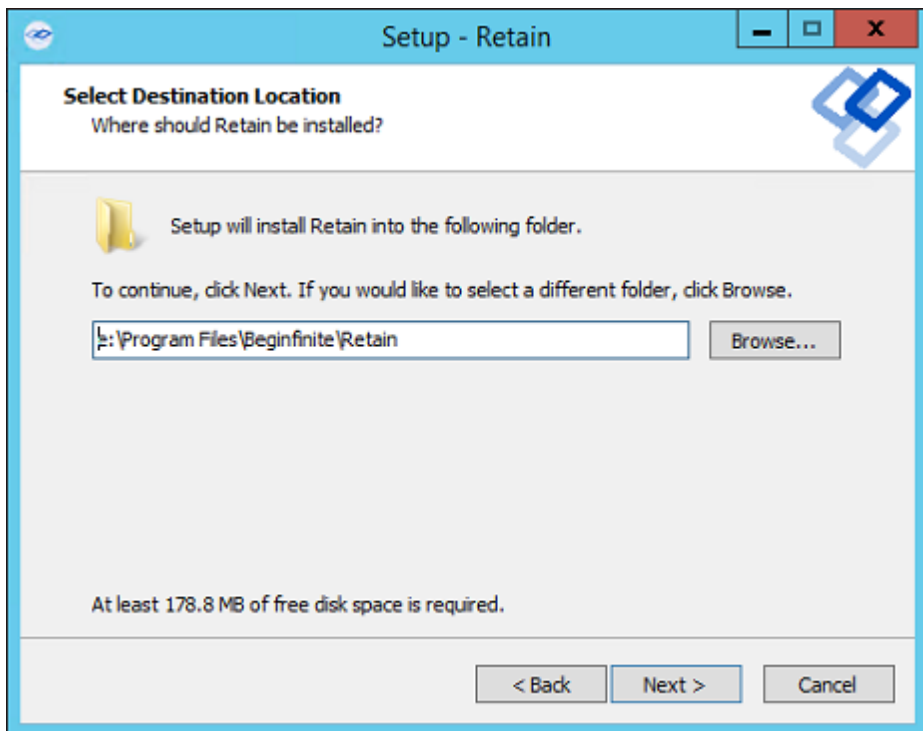 Setup - Retain
Select Destination Location
Where should Retain be installed?
Setup will install Retain into the following folder.
To continue, click Next. If you would like to select a different folder, click Browse.
:\Program Files\Beginfinite\Retain
Browse...
At least 178.8 MB of free disk space is required.
< Back
Next >
Cancel